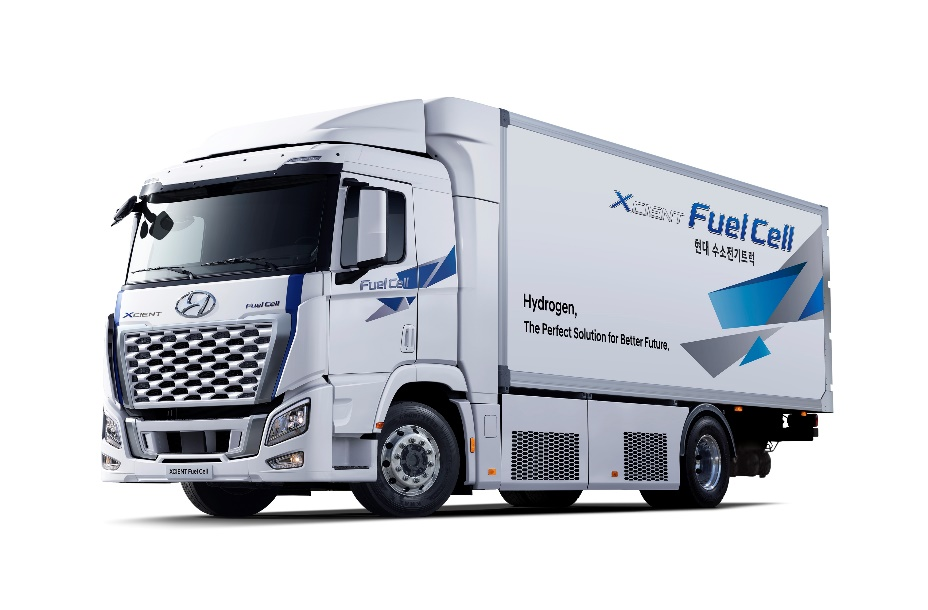 XCIENT Fuel Cell
현대 수소전기트럭
Hydrogen,
The Perfect Solution for Better Future.
Fuel Cell
XCIENT
Fuel Cell
XCIENT Fuel Cell